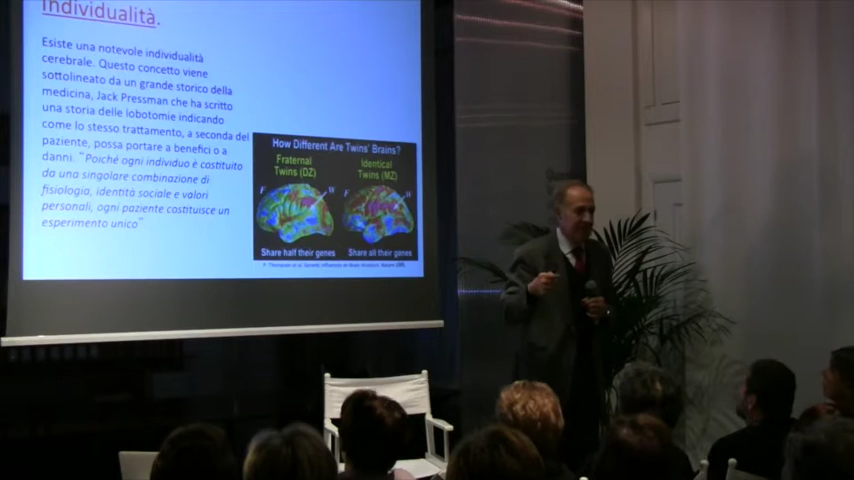 Individualità.
Esiste una notevole individualità
cerebrale. Questo concetto viene
sottolineato da un grande storico della
medicina, Jack Pressman che ha scritto
una storia delle lobotomie indicando
come lo stesso trattamento, a seconda del
paziente, possa portare a benefici o a
danni. "Poiché ogni individuo è costituito
da una singolare combinazione di
fisiologia, identità sociale e valori
personali, ogni paziente costituisce un
esperimento unico"
How Different Are Twins' Brains?
Fraternal
Twins (DZ)
Identical
Twins (MZ)
F
W
F
W
Share half their genes
Share all their genes